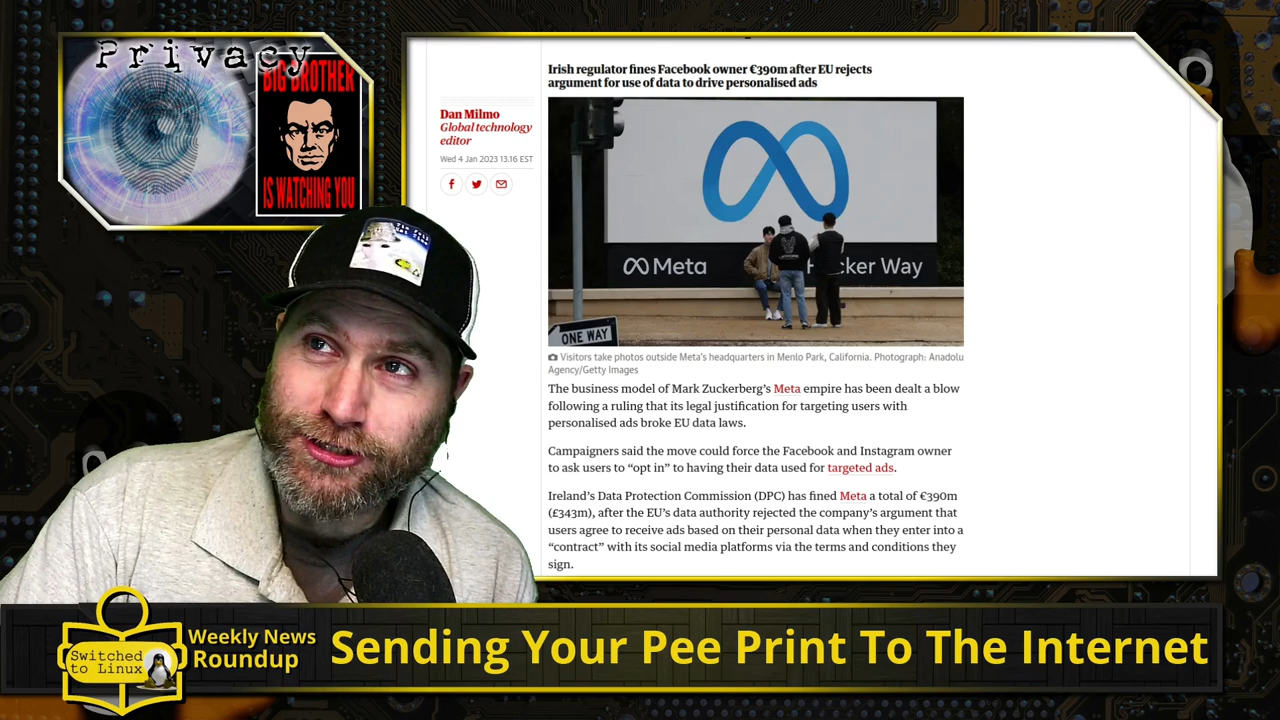 Privacy
BIG BROTHER
IS WATCHING YOU
Irish regulator fines Facebook owner €390m after EU rejects
argument for use of data to drive personalised ads
Dan Milmo
Global technology
editor
Wed 4 Jan 2023 13.16 EST
Meta
cker Way
ONE WAY
Visitors take photos outside Meta's headquarters in Menlo Park, California. Photograph: Anadolu
Agency/Getty Images
The business model of Mark Zuckerberg's Meta empire has been dealt a blow
following a ruling that its legal justification for targeting users with
personalised ads broke EU data laws.
Campaigners said the move could force the Facebook and Instagram owner
to ask users to “opt in” to having their data used for targeted ads.
Ireland's Data Protection Commission (DPC) has fined Meta a total of €390m
(£343m), after the EU's data authority rejected the company's argument that
users agree to receive ads based on their personal data when they enter into a
“contract” with its social media platforms via the terms and conditions they
sign.
Switched
to Linux
Weekly News
Roundup
Sending Your Pee Print To The Internet